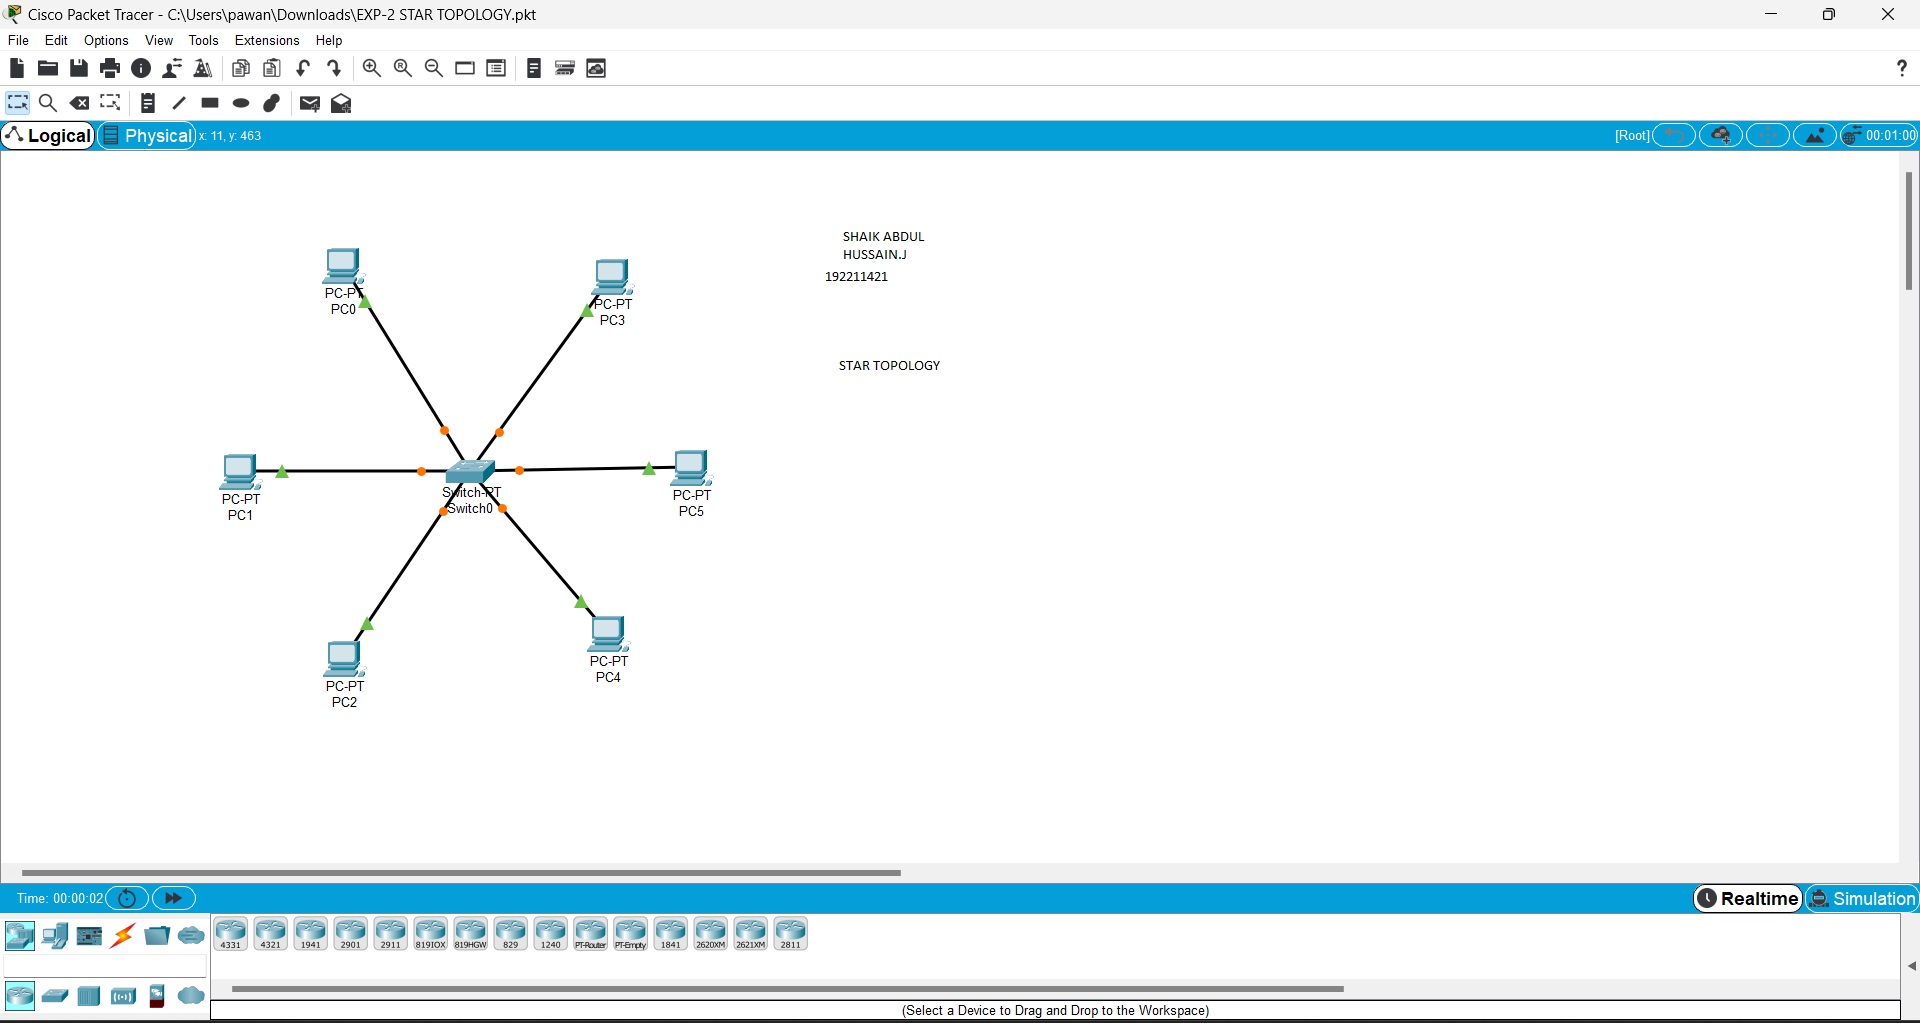 Cisco Packet Tracer - C:\Users\pawan\Downloads\EXP-2 STAR TOPOLOGY.pkt
File Edit Options View Tools Extensions Help
?
Logical Physical x: 11, y: 463 [Root] 00:01:00
SHAIK ABDUL
HUSSAIN.J
192211421
STAR TOPOLOGY
PC-PT
PC0
PC-PT
PC3
PC-PT
PC1
Switch-PT
Switch0
PC-PT
PC5
PC-PT
PC2
PC-PT
PC4
Time: 00:00:02 Realtime Simulation
4331 4321 1941 2901 2911 819IOX 819HGW 829 1240 PT-Router PT-Empty 1841 2620XM 2621XM 2811
(Select a Device to Drag and Drop to the Workspace)